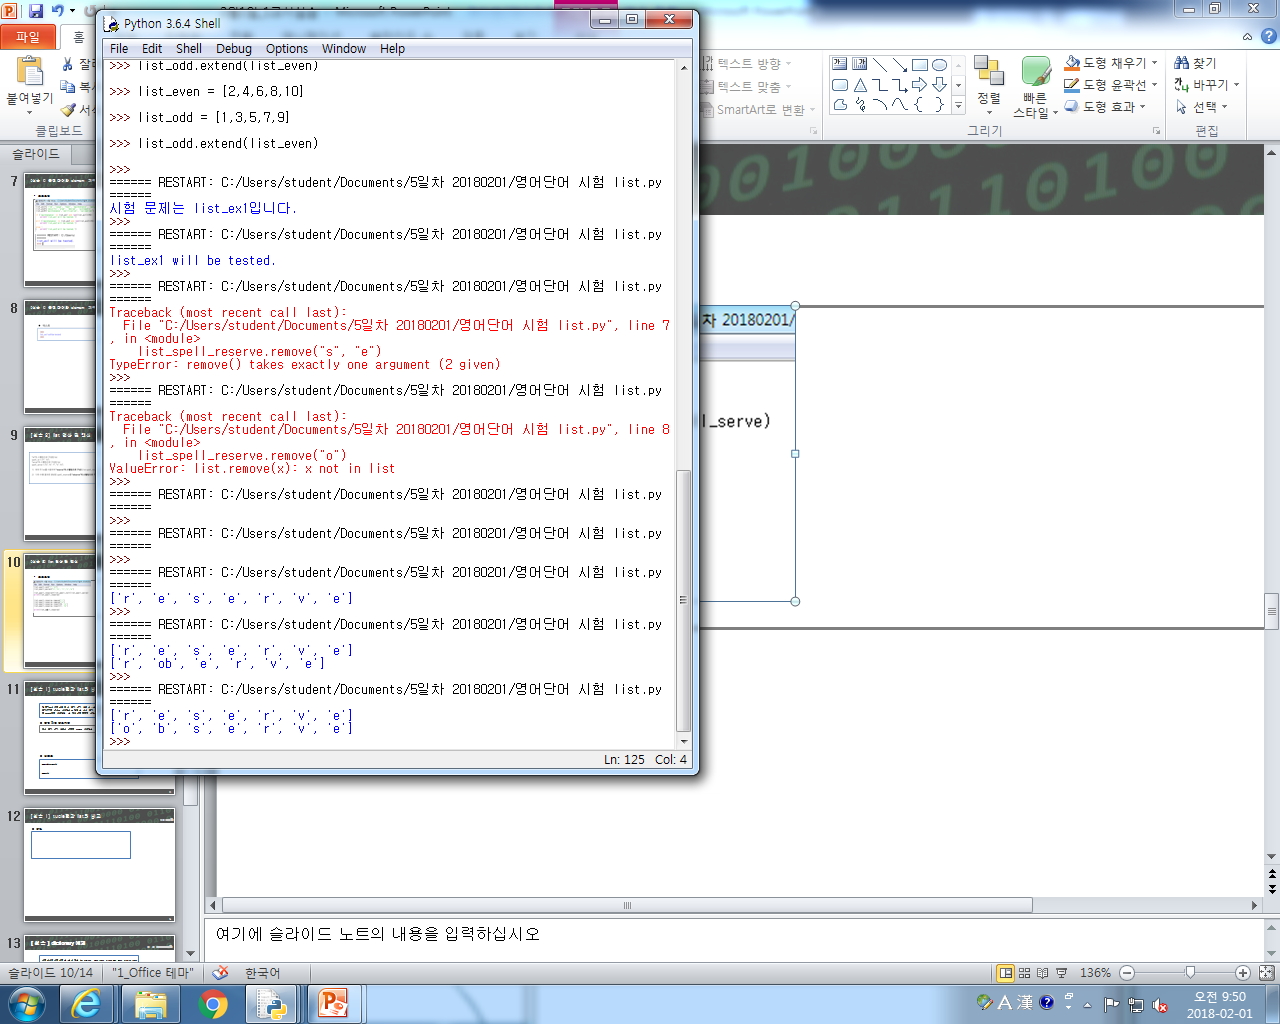 Python 3.6.4 Shell
File Edit Shell Debug Options Window Help
>>> list_odd.extend(list_even)
>>> list_even = [2,4,6,8,10]
>>> list_odd = [1,3,5,7,9]
>>> list_odd.extend(list_even)
>>>
====== RESTART: C:/Users/student/Documents/5일차 20180201/영어단어 시험 list.py
======
시험 문제는 list_ex1입니다.
>>>
====== RESTART: C:/Users/student/Documents/5일차 20180201/영어단어 시험 list.py
======
list_ex1 will be tested.
>>>
====== RESTART: C:/Users/student/Documents/5일차 20180201/영어단어 시험 list.py
======
Traceback (most recent call last):
File "C:/Users/student/Documents/5일차 20180201/영어단어 시험 list.py", line 7
, in <module>
list_spell_reserve.remove("s", "e")
TypeError: remove() takes exactly one argument (2 given)
>>>
====== RESTART: C:/Users/student/Documents/5일차 20180201/영어단어 시험 list.py
======
Traceback (most recent call last):
File "C:/Users/student/Documents/5일차 20180201/영어단어 시험 list.py", line 8
, in <module>
list_spell_reserve.remove("o")
ValueError: list.remove(x): x not in list
>>>
====== RESTART: C:/Users/student/Documents/5일차 20180201/영어단어 시험 list.py
======
>>>
====== RESTART: C:/Users/student/Documents/5일차 20180201/영어단어 시험 list.py
======
>>>
====== RESTART: C:/Users/student/Documents/5일차 20180201/영어단어 시험 list.py
======
['r', 'e', 's', 'e', 'r', 'v', 'e']
>>>
====== RESTART: C:/Users/student/Documents/5일차 20180201/영어단어 시험 list.py
======
['r', 'e', 's', 'e', 'r', 'v', 'e']
['r', 'ob', 'e', 'r', 'v', 'e']
>>>
====== RESTART: C:/Users/student/Documents/5일차 20180201/영어단어 시험 list.py
======
['r', 'e', 's', 'e', 'r', 'v', 'e']
['o', 'b', 's', 'e', 'r', 'v', 'e']
>>>
Ln: 125 Col: 4
파일 홈
붙여넣기
클립보드
텍스트 방향
텍스트 맞춤
SmartArt로 변환
정렬
빠른
스타일
도형 채우기
도형 윤곽선
도형 효과
그리기
찾기
바꾸기
선택
편집
슬라이드
7
8
9
10
11
12
13
차 20180201/
l_serve)
여기에 슬라이드 노트의 내용을 입력하십시오
슬라이드 10/14 "1_Office 테마" 한국어 136%
A 漢
오전 9:50
2018-02-01